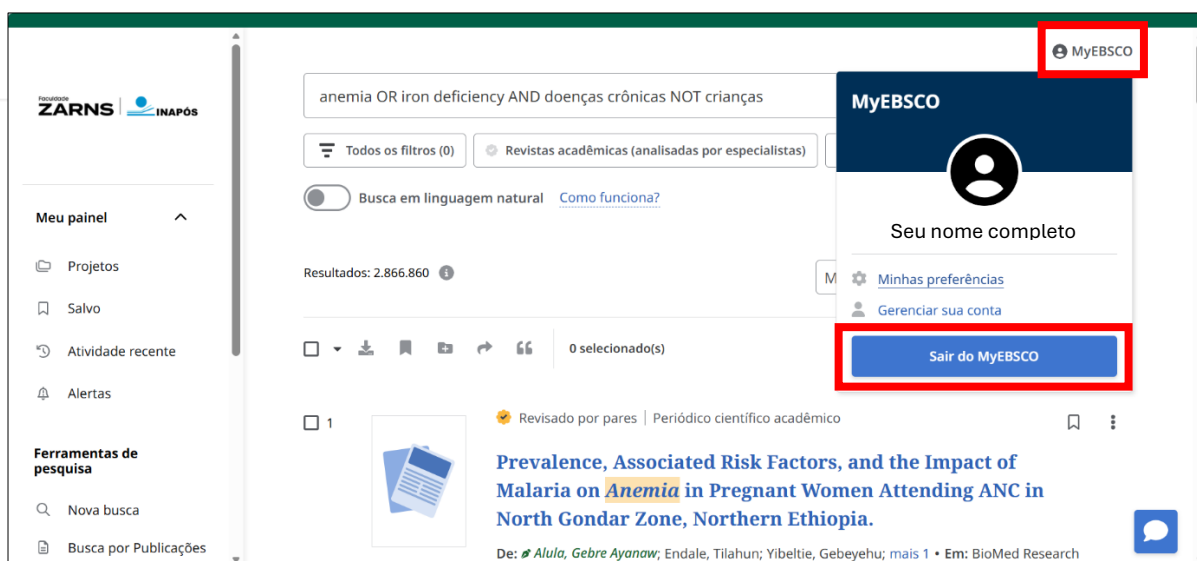 MyEBSCO
Faculdade
ZARNS
INAPÓS
anemia OR iron deficiency AND doenças crônicas NOT crianças
MyEBSCO
Todos os filtros (0)
Revistas acadêmicas (analisadas por especialistas)
Busca em linguagem natural
Como funciona?
Seu nome completo
Meu painel
Projetos
Salvo
Atividade recente
Alertas
Resultados: 2.866.860
M
Minhas preferências
Gerenciar sua conta
Sair do MyEBSCO
0 selecionado(s)
1
Revisado por pares | Periódico científico acadêmico
Prevalence, Associated Risk Factors, and the Impact of
Malaria on Anemia in Pregnant Women Attending ANC in
North Gondar Zone, Northern Ethiopia.
De: Alula, Gebre Ayanaw; Endale, Tilahun; Yibeltie, Gebeyehu; mais 1 • Em: BioMed Research
Ferramentas de
pesquisa
Nova busca
Busca por Publicações